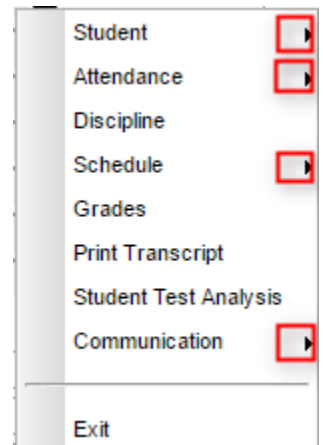 Student
Attendance
Discipline
Schedule
Grades
Print Transcript
Student Test Analysis
Communication
Exit